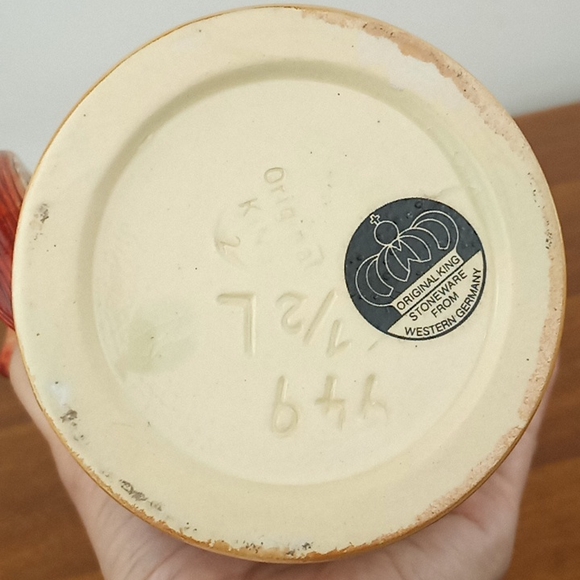 ORIGINAL KING
STONEWARE
FROM
WESTERN GERMANY
1/2 L
449